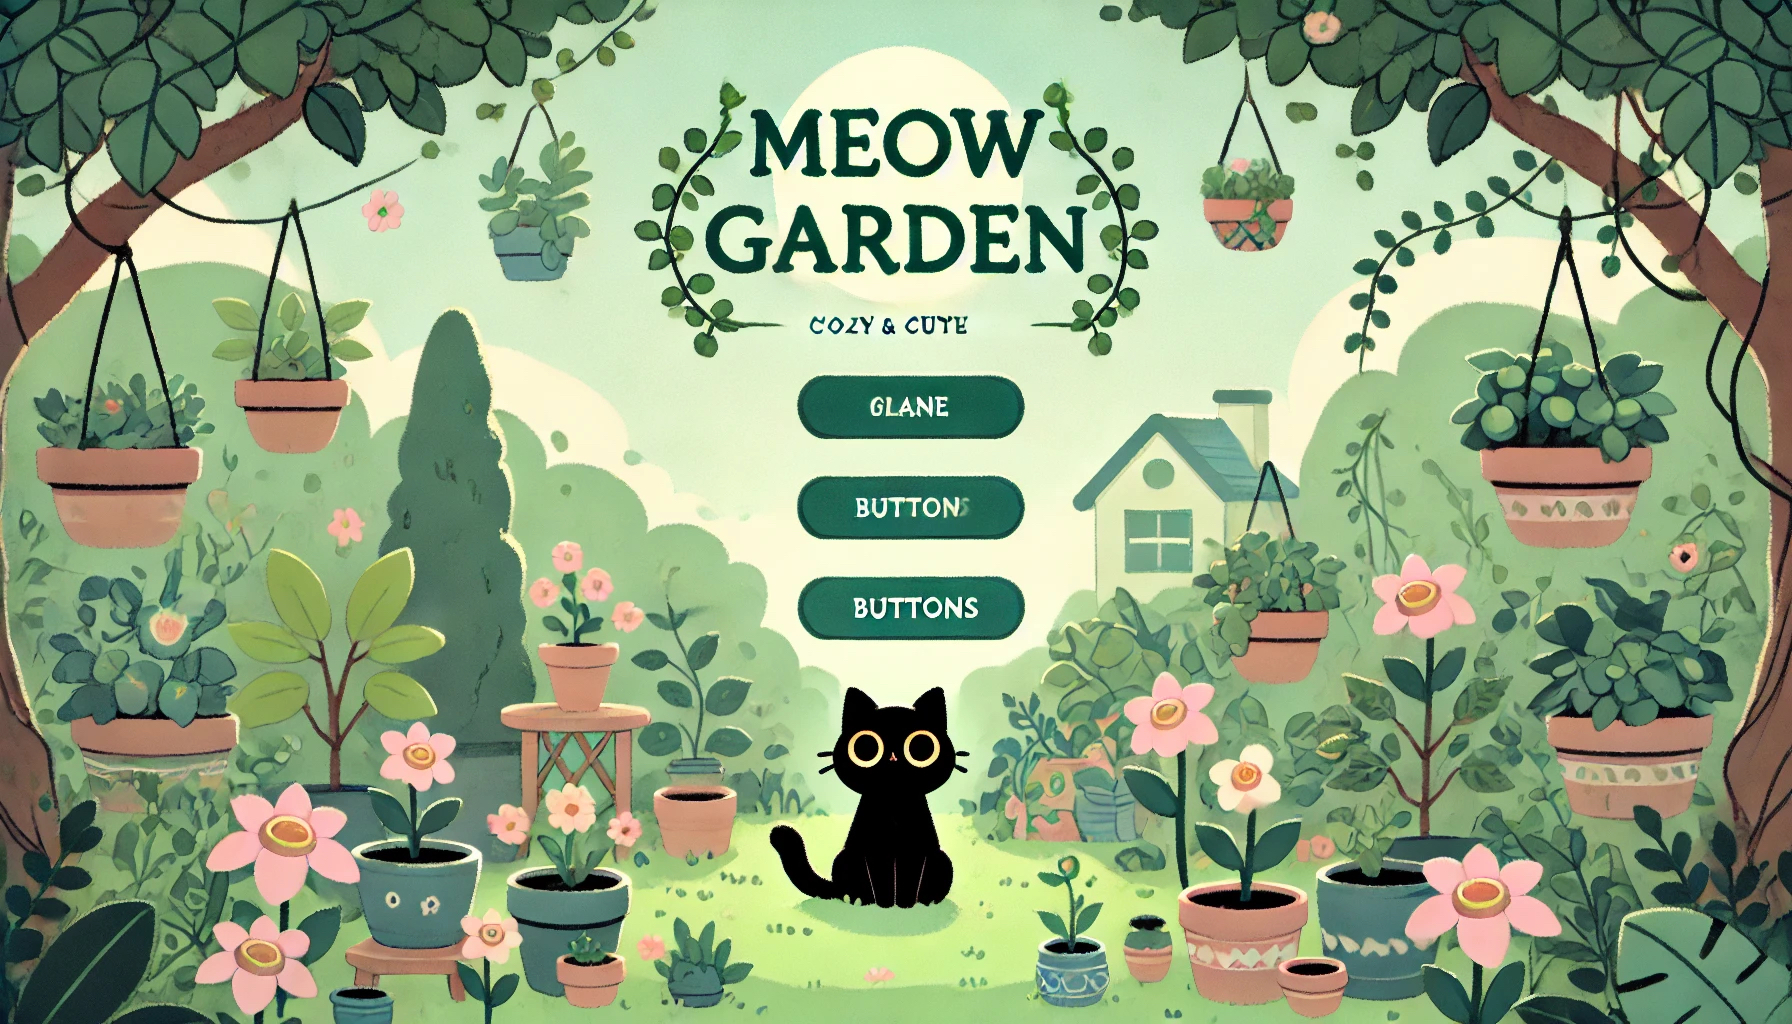 MEOW
GARDEN
COZY & CUTE
GLANE
BUTTONS
BUTTONS